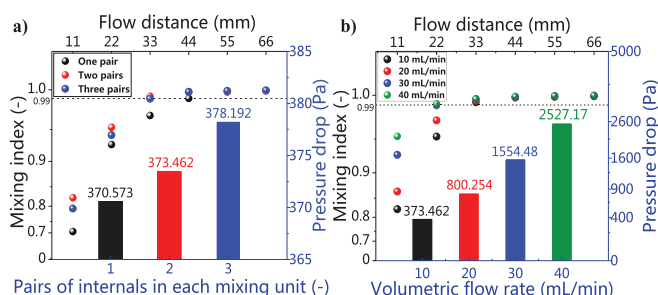 a)
Flow distance (mm)
11 22 33 44 55 66
Mixing index (-)
1.0
0.99
0.9
0.8
0.7
0
One pair
Two pairs
Three pairs
370.573
373.462
378.192
385
380
375
370
365
Pressure drop (Pa)
1 2 3
Pairs of internals in each mixing unit (-)
b)
Flow distance (mm)
11 22 33 44 55 66
Mixing index (-)
1.0
0.99
0.9
0.8
0.7
0
10 mL/min
20 mL/min
30 mL/min
40 mL/min
373.462
800.254
1554.48
2527.17
5000
2600
1600
900
400
0
Pressure drop (Pa)
10 20 30 40
Volumetric flow rate (mL/min)